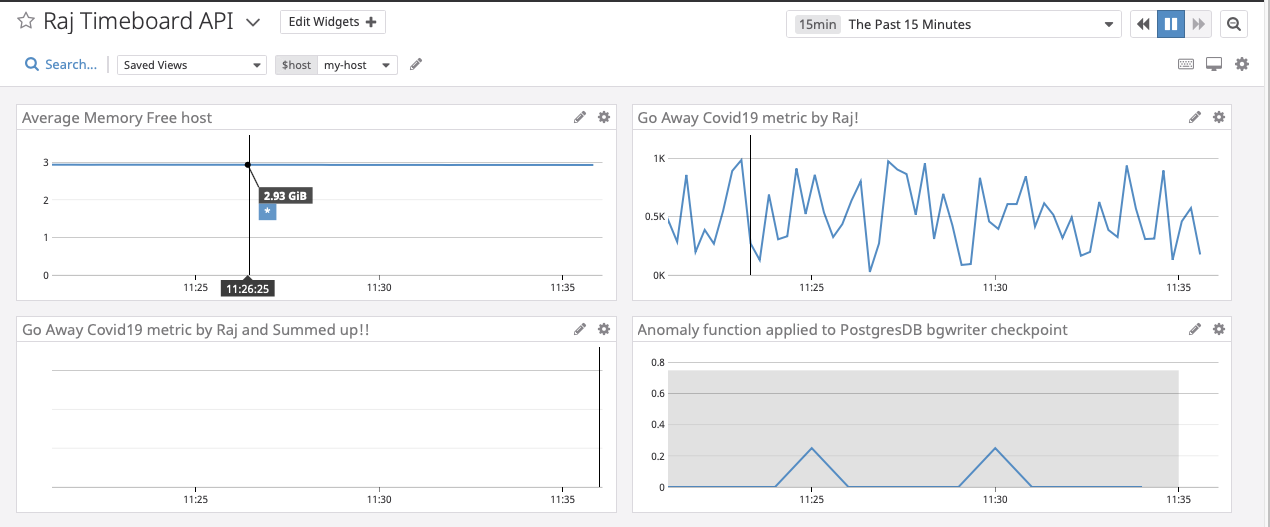 Raj Timeboard API
Edit Widgets +
15min The Past 15 Minutes
Search...
Saved Views
$host my-host
Average Memory Free host
3
2
1
0
2.93 GiB
*
11:25
11:26:25
11:30
11:35
Go Away Covid19 metric by Raj!
1K
0.5K
0K
11:25
11:30
11:35
Go Away Covid19 metric by Raj and Summed up!!
11:25
11:30
11:35
Anomaly function applied to PostgresDB bgwriter checkpoint
0.8
0.6
0.4
0.2
0
11:25
11:30
11:35